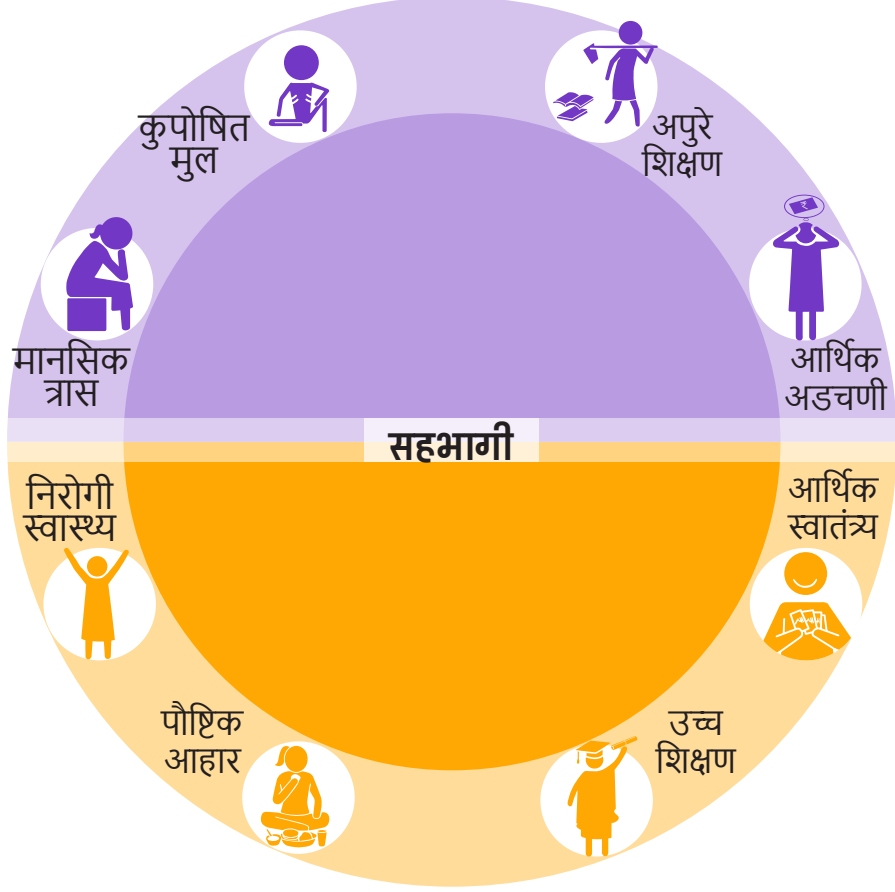 कुपोषित
मुल
अपुरे
शिक्षण
₹
मानसिक
त्रास
आर्थिक
अडचणी
सहभागी
निरोगी
स्वास्थ्य
आर्थिक
स्वातंत्र्य
पौष्टिक
आहार
उच्च
शिक्षण